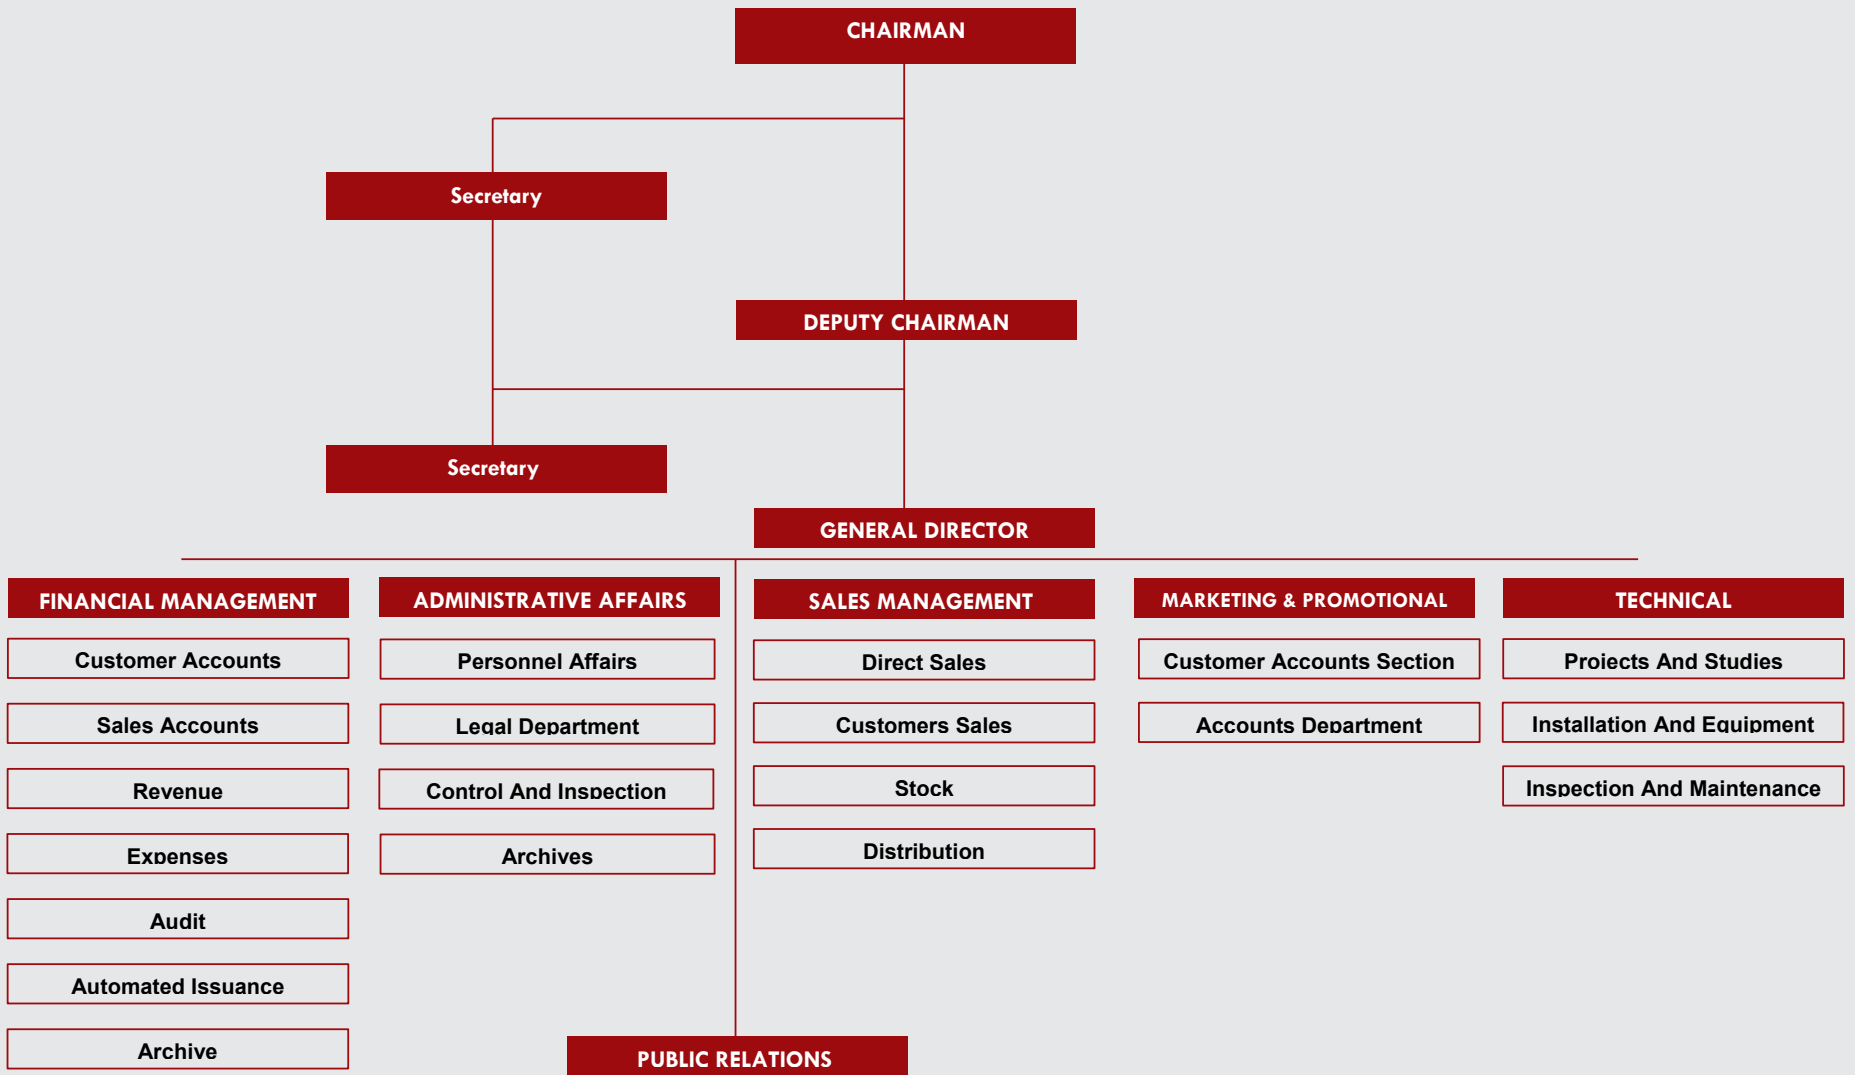 CHAIRMAN
Secretary
DEPUTY CHAIRMAN
Secretary
GENERAL DIRECTOR
FINANCIAL MANAGEMENT
Customer Accounts
Sales Accounts
Revenue
Expenses
Audit
Automated Issuance
Archive
ADMINISTRATIVE AFFAIRS
Personnel Affairs
Legal Department
Control And Inspection
Archives
SALES MANAGEMENT
Direct Sales
Customers Sales
Stock
Distribution
MARKETING & PROMOTIONAL
Customer Accounts Section
Accounts Department
TECHNICAL
Projects And Studies
Installation And Equipment
Inspection And Maintenance
PUBLIC RELATIONS